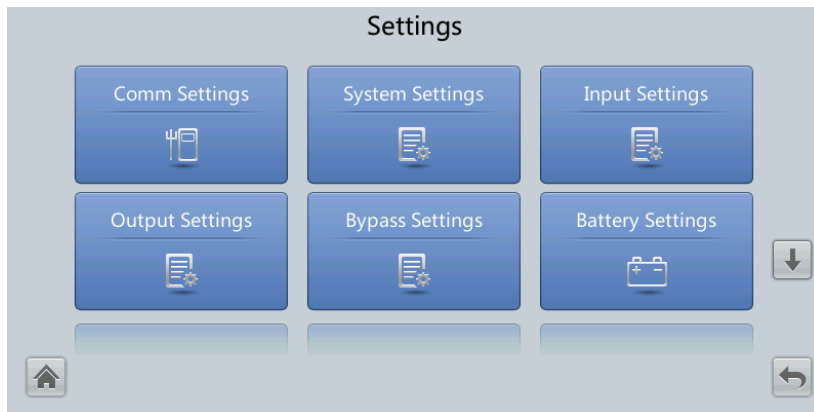 Settings
Comm Settings
System Settings
Input Settings
Output Settings
Bypass Settings
Battery Settings